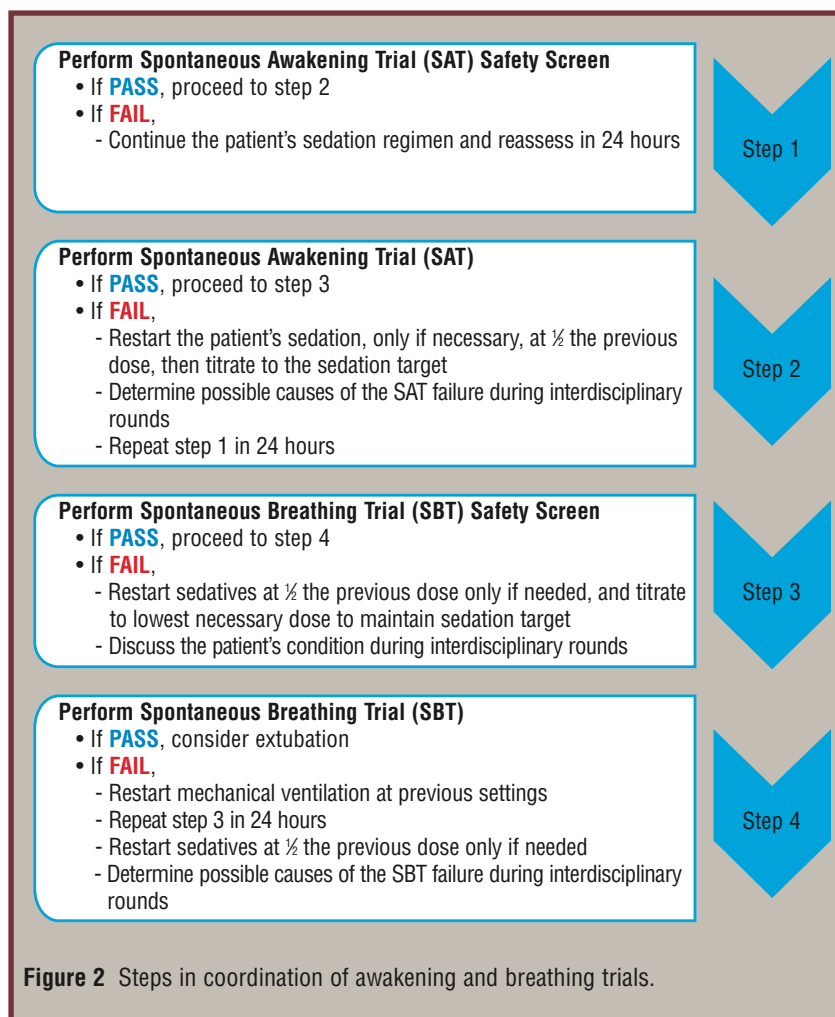 Perform Spontaneous Awakening Trial (SAT) Safety Screen
• If PASS, proceed to step 2
• If FAIL,
- Continue the patient’s sedation regimen and reassess in 24 hours
Step 1
Perform Spontaneous Awakening Trial (SAT)
• If PASS, proceed to step 3
• If FAIL,
- Restart the patient’s sedation, only if necessary, at ½ the previous
dose, then titrate to the sedation target
- Determine possible causes of the SAT failure during interdisciplinary
rounds
- Repeat step 1 in 24 hours
Step 2
Perform Spontaneous Breathing Trial (SBT) Safety Screen
• If PASS, proceed to step 4
• If FAIL,
- Restart sedatives at ½ the previous dose only if needed, and titrate
to lowest necessary dose to maintain sedation target
- Discuss the patient’s condition during interdisciplinary rounds
Step 3
Perform Spontaneous Breathing Trial (SBT)
• If PASS, consider extubation
• If FAIL,
- Restart mechanical ventilation at previous settings
- Repeat step 3 in 24 hours
- Restart sedatives at ½ the previous dose only if needed
- Determine possible causes of the SBT failure during interdisciplinary
rounds
Step 4
Figure 2 Steps in coordination of awakening and breathing trials.